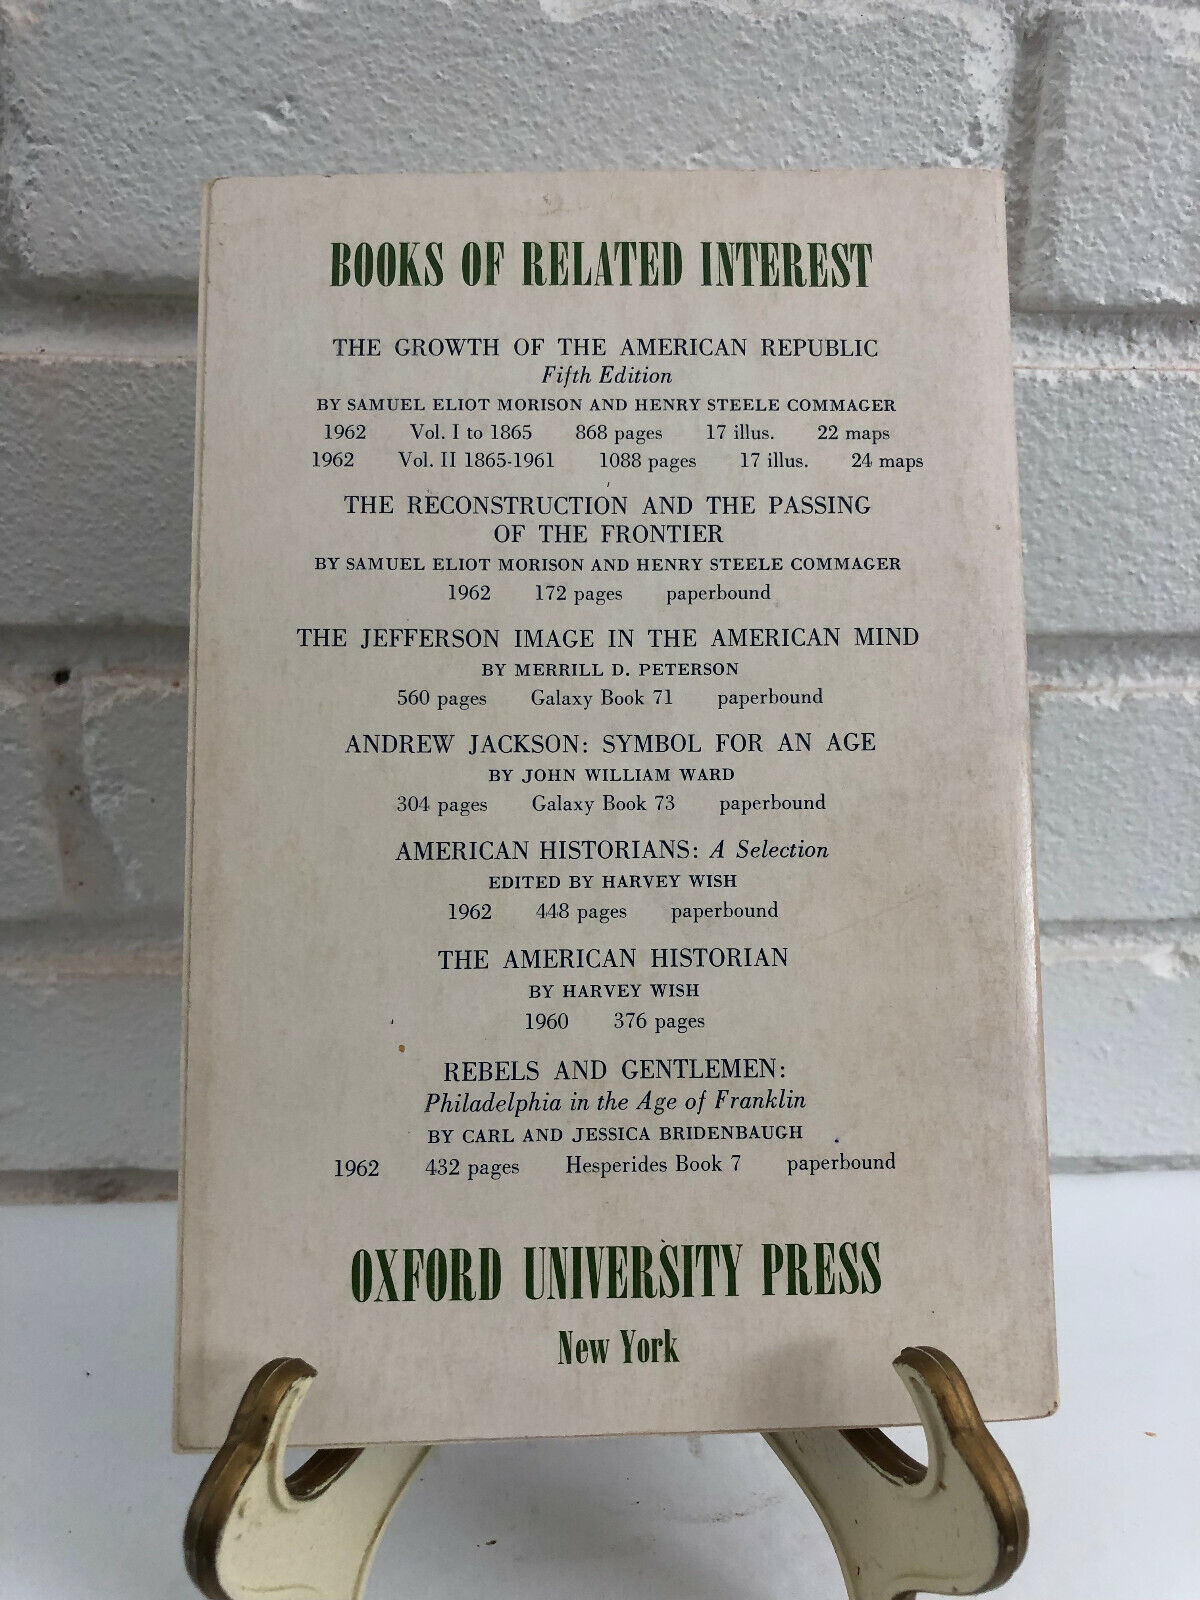 BOOKS OF RELATED INTEREST
THE GROWTH OF THE AMERICAN REPUBLIC
Fifth Edition
BY SAMUEL ELIOT MORISON AND HENRY STEELE COMMAGER
1962 Vol. I to 1865 868 pages 17 illus. 22 maps
1962 Vol. II 1865-1961 1088 pages 17 illus. 24 maps
THE RECONSTRUCTION AND THE PASSING
OF THE FRONTIER
BY SAMUEL ELIOT MORISON AND HENRY STEELE COMMAGER
1962 172 pages paperbound
THE JEFFERSON IMAGE IN THE AMERICAN MIND
BY MERRILL D. PETERSON
560 pages Galaxy Book 71 paperbound
ANDREW JACKSON: SYMBOL FOR AN AGE
BY JOHN WILLIAM WARD
304 pages Galaxy Book 73 paperbound
AMERICAN HISTORIANS: A Selection
EDITED BY HARVEY WISH
1962 448 pages paperbound
THE AMERICAN HISTORIAN
BY HARVEY WISH
1960 376 pages
REBELS AND GENTLEMEN:
Philadelphia in the Age of Franklin
BY CARL AND JESSICA BRIDENBAUGH
1962 432 pages Hesperides Book 7 paperbound
OXFORD UNIVERSITY PRESS
New York